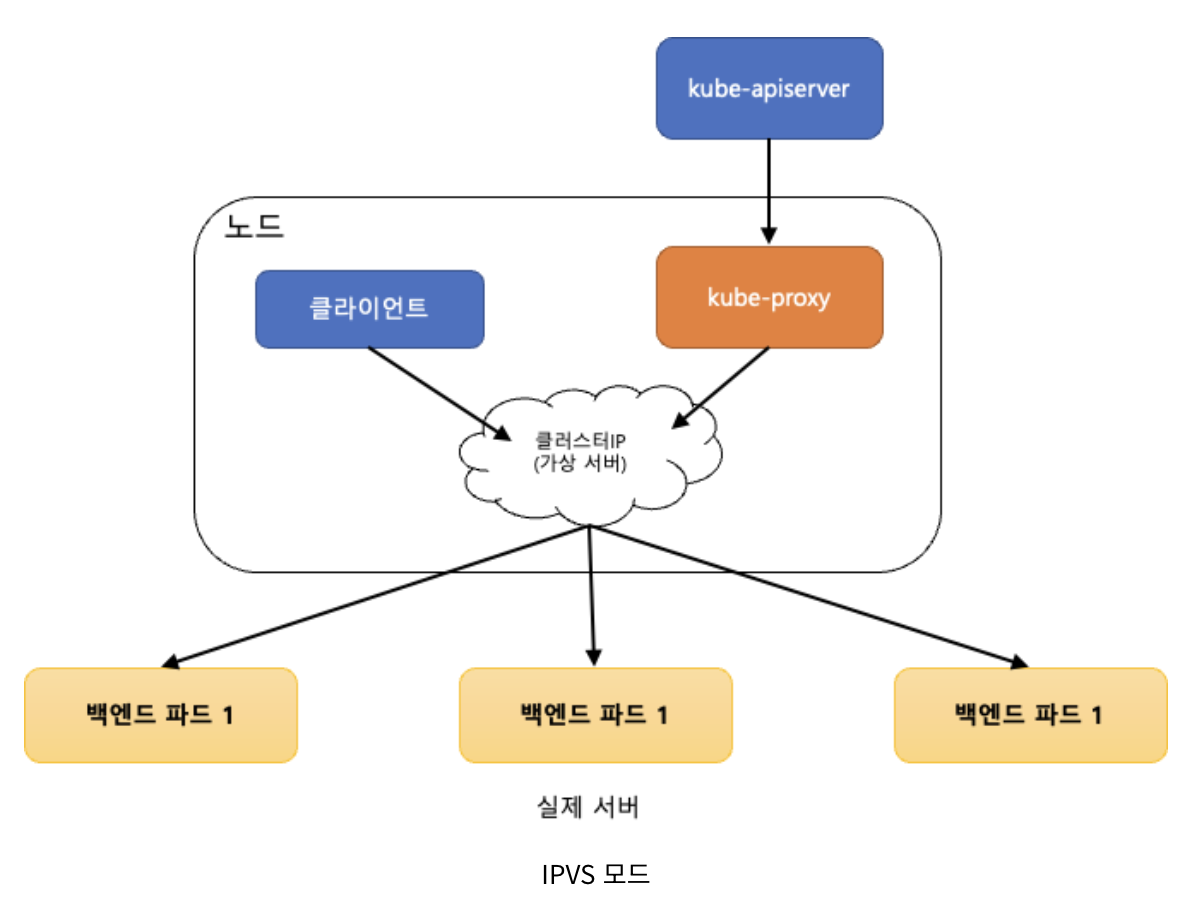 kube-apiserver
노드
클라이언트
kube-proxy
클러스터IP
(가상 서버)
백엔드 파드 1
백엔드 파드 1
백엔드 파드 1
실제 서버
IPVS 모드